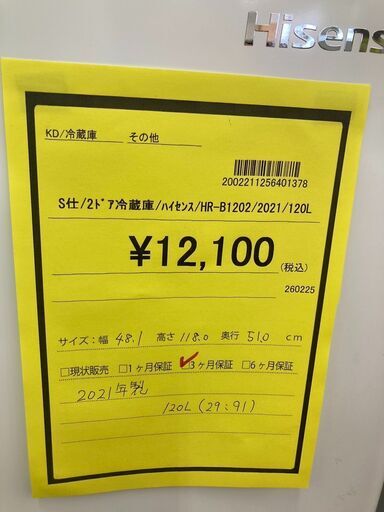 Hisens
KD/冷蔵庫 その他
2002211256401378
S仕/2ﾄﾞｱ冷蔵庫/ﾊｲｾﾝｽ/HR-B1202/2021/120L
¥12,100(税込)
260225
サイズ:幅 48.1 高さ 118.0 奥行 51.0 cm
□現状販売 □1ヶ月保証 ☑3ヶ月保証 □6ヶ月保証
2021年製
120L (29:91)